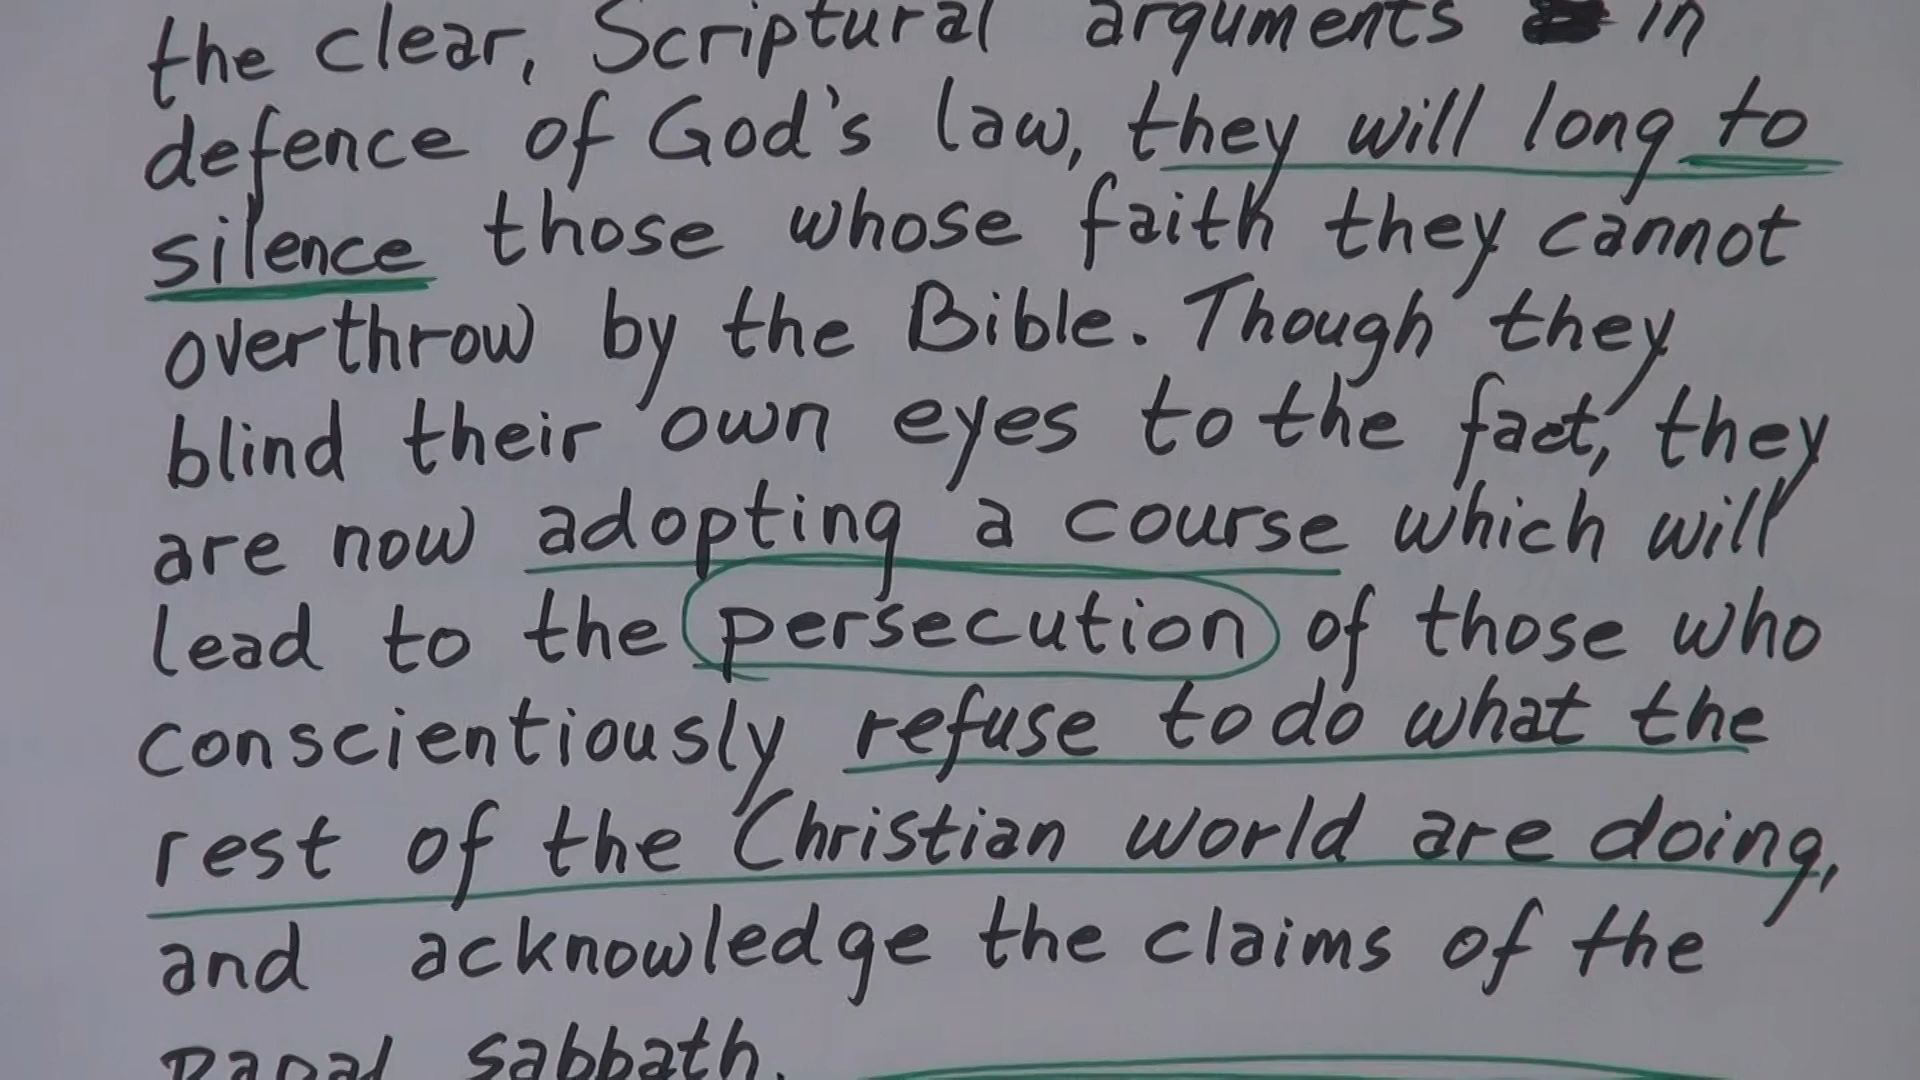 the clear, Scriptural arguments in
defence of God's law, they will long to
silence those whose faith they cannot
overthrow by the Bible. Though they
blind their own eyes to the fact, they
are now adopting a course which will
lead to the persecution of those who
conscientiously refuse to do what the
rest of the Christian world are doing,
and acknowledge the claims of the
papal sabbath.